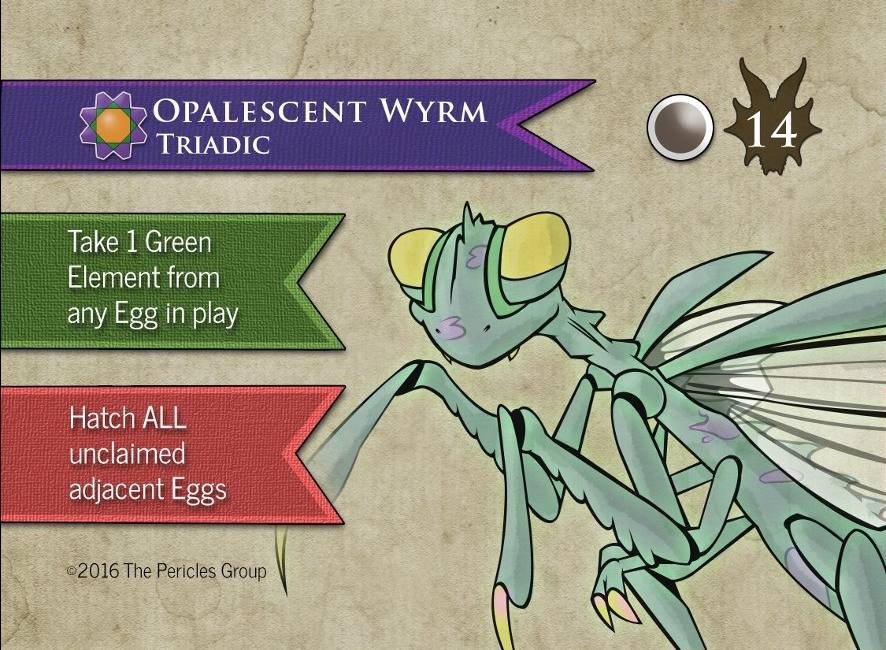 Opalescent Wyrm
Triadic
14
Take 1 Green
Element from
any Egg in play
Hatch ALL
unclaimed
adjacent Eggs
©2016 The Pericles Group